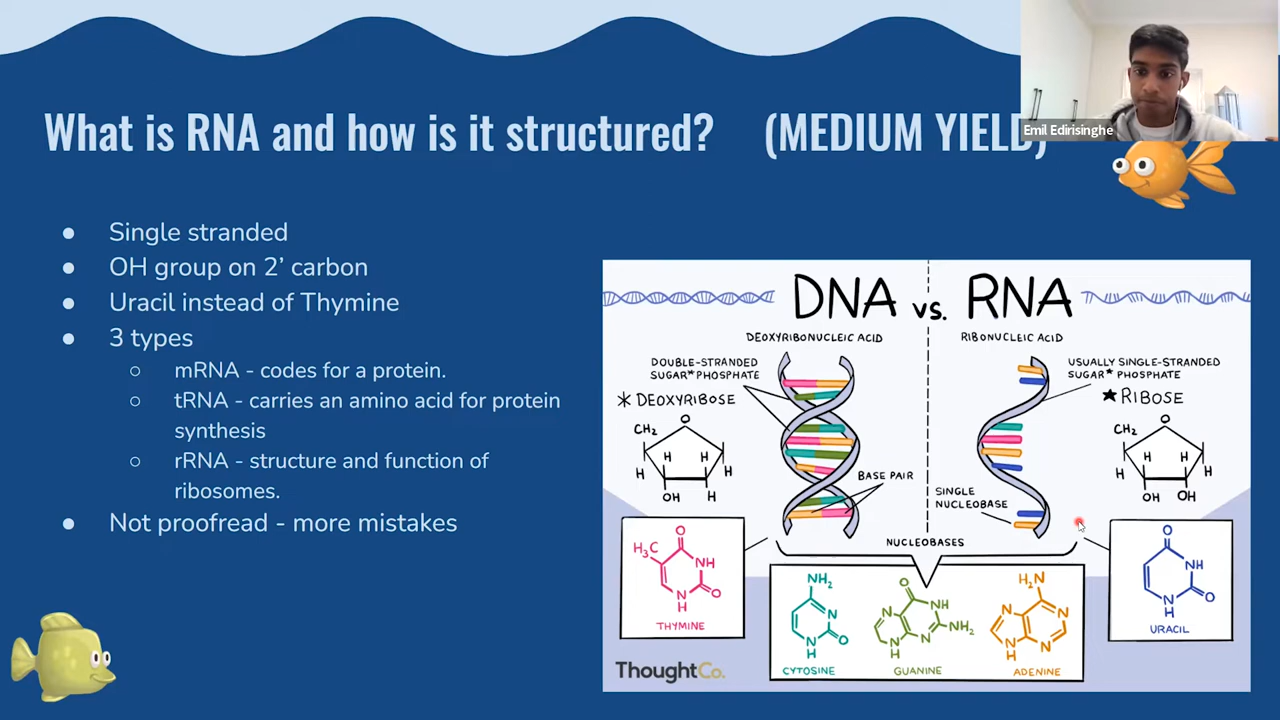 What is RNA and how is it structured? (MEDIUM YIELD)
Emil Edirisinghe
● Single stranded
● OH group on 2’ carbon
● Uracil instead of Thymine
● 3 types
○ mRNA - codes for a protein.
○ tRNA - carries an amino acid for protein
synthesis
○ rRNA - structure and function of
ribosomes.
● Not proofread - more mistakes
DNA vs. RNA
DEOXYRIBONUCLEIC ACID
RIBONUCLEIC ACID
DOUBLE-STRANDED
SUGAR* PHOSPHATE
USUALLY SINGLE-STRANDED
SUGAR* PHOSPHATE
* DEOXYRIBOSE
★ RIBOSE
O
CH2
H H
H H
OH H
O
CH2
H H
H H
OH OH
BASE PAIR
SINGLE
NUCLEOBASE
NUCLEOBASES
O
H3C
NH
N
H
O
THYMINE
NH2
N
N
H
O
CYTOSINE
O
N
NH
N
H
N
NH2
GUANINE
H2N
N
N
N
H
N
ADENINE
O
NH
N
H
O
URACIL
ThoughtCo.